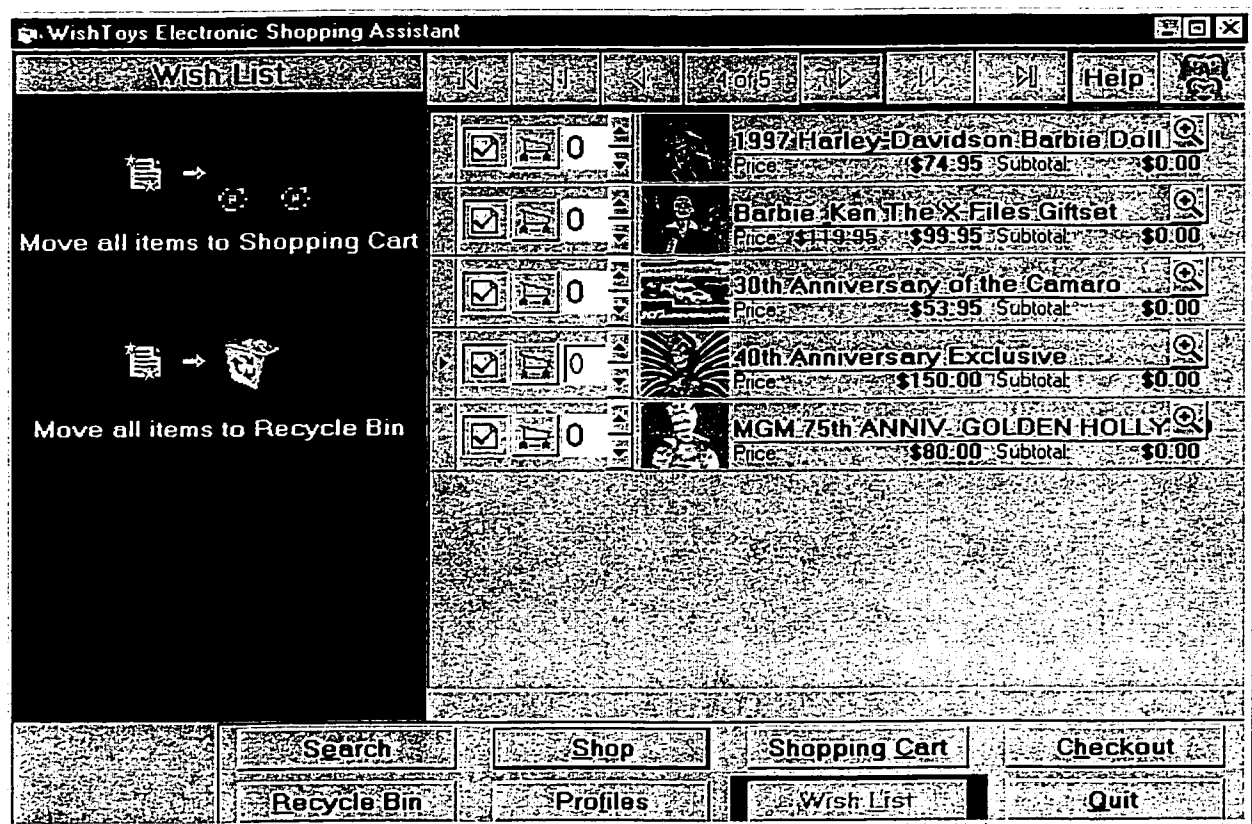 WishToys Electronic Shopping Assistant
Wish List
4 of 5
Help
Move all items to Shopping Cart
Move all items to Recycle Bin
0
1997 Harley-Davidson Barbie Doll
Price $74.95 Subtotal: $0.00
0
Barbie Ken The X-Files Giftset
Price $119.95 $99.95 Subtotal: $0.00
0
30th Anniversary of the Camaro
Price $53.95 Subtotal: $0.00
0
40th Anniversary Exclusive
Price $150.00 Subtotal: $0.00
0
MGM 75th ANNIV. GOLDEN HOLLY
Price $80.00 Subtotal: $0.00
Search Shop Shopping Cart Checkout
Recycle Bin Profiles Wish List Quit